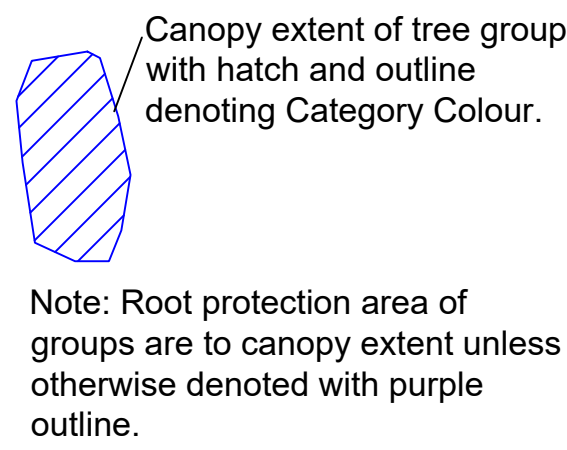 Canopy extent of tree group
with hatch and outline
denoting Category Colour.
Note: Root protection area of
groups are to canopy extent unless
otherwise denoted with purple
outline.